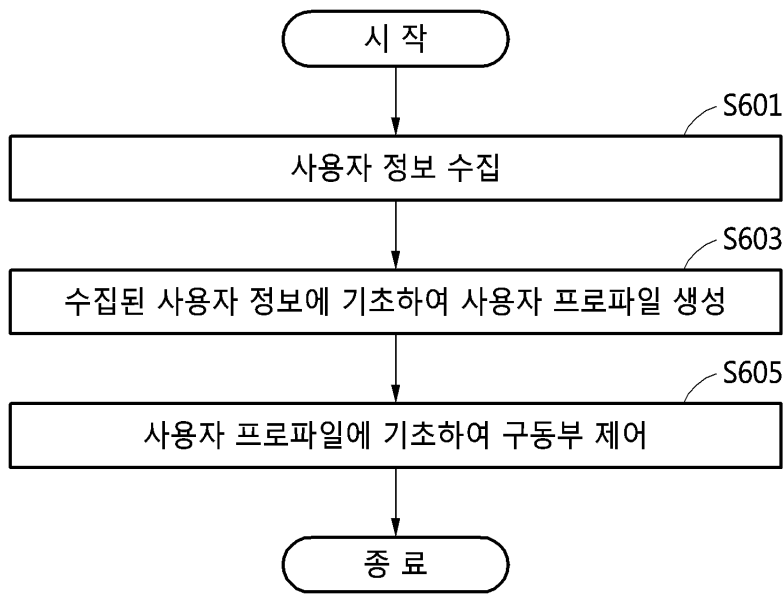 시 작
S601
사용자 정보 수집
S603
수집된 사용자 정보에 기초하여 사용자 프로파일 생성
S605
사용자 프로파일에 기초하여 구동부 제어
종 료